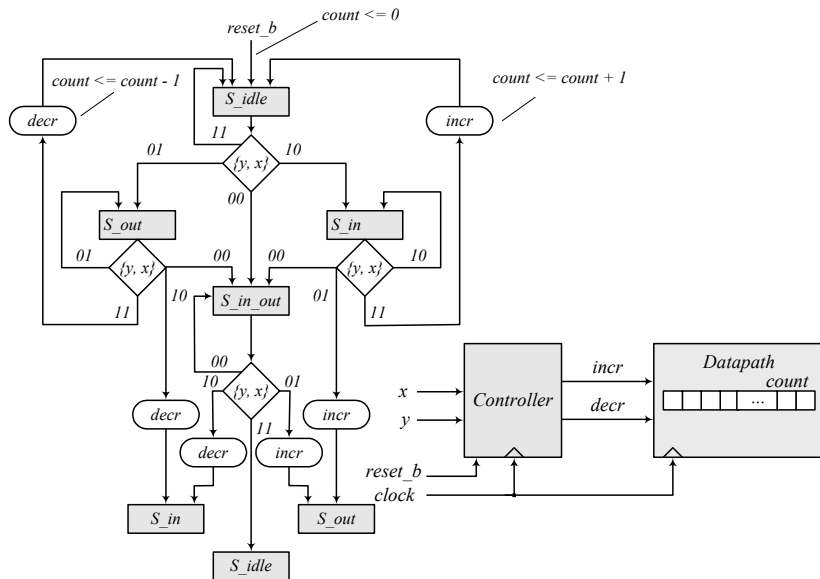 reset_b
count <= 0
count <= count - 1
count <= count + 1
S_idle
decr
incr
11
01
{y, x}
10
00
S_out
S_in
01
{y, x}
00
00
{y, x}
10
11
10
S_in_out
01
11
00
10
{y, x}
01
decr
11
incr
decr
incr
S_in
S_out
S_idle
x
y
Controller
incr
decr
Datapath
count
...
reset_b
clock